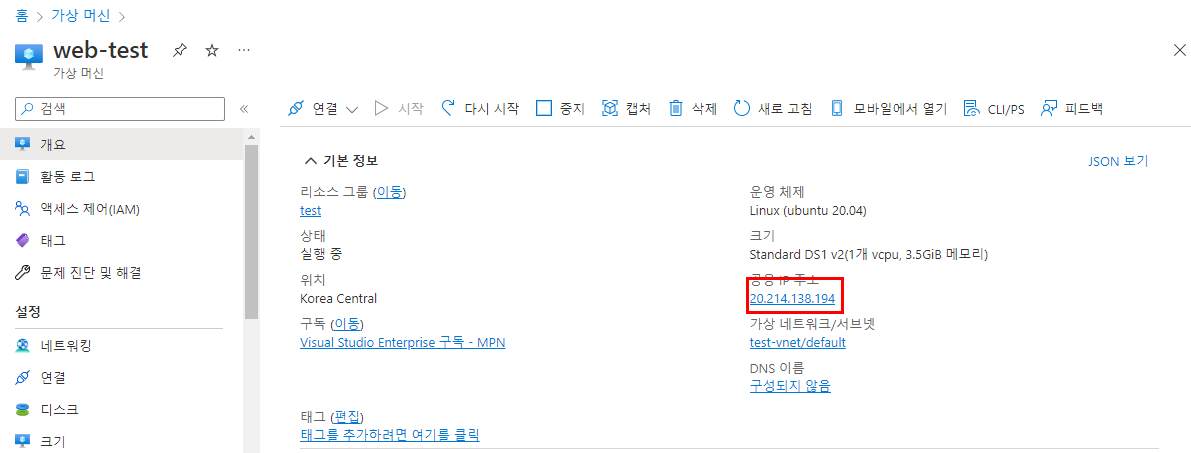 홈 > 가상 머신 >
web-test
가상 머신
검색
개요
활동 로그
액세스 제어(IAM)
태그
문제 진단 및 해결
설정
네트워킹
연결
디스크
크기
연결
시작
다시 시작
중지
캡처
삭제
새로 고침
모바일에서 열기
CLI/PS
피드백
기본 정보
JSON 보기
리소스 그룹 (이동)
test
상태
실행 중
위치
Korea Central
구독 (이동)
Visual Studio Enterprise 구독 - MPN
운영 체제
Linux (ubuntu 20.04)
크기
Standard DS1 v2(1개 vcpu, 3.5GiB 메모리)
공용 IP 주소
20.214.138.194
가상 네트워크/서브넷
test-vnet/default
DNS 이름
구성되지 않음
태그 (편집)
태그를 추가하려면 여기를 클릭